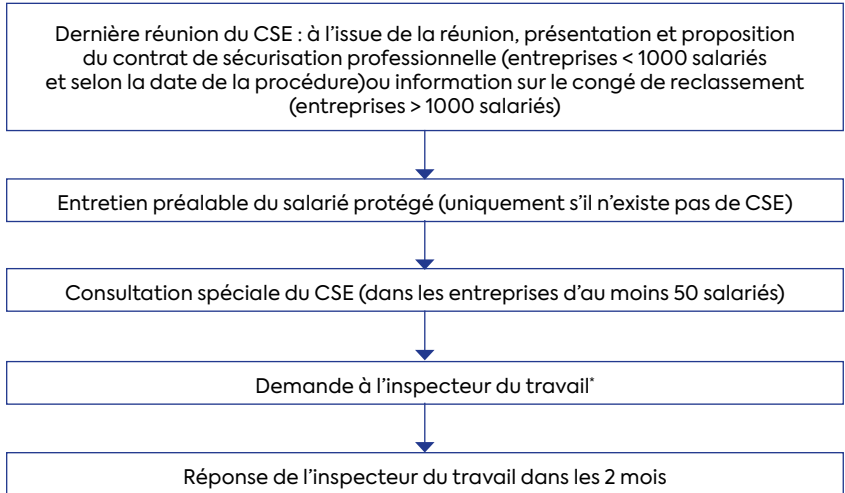 Dernière réunion du CSE : à l’issue de la réunion, présentation et proposition
du contrat de sécurisation professionnelle (entreprises < 1000 salariés
et selon la date de la procédure)ou information sur le congé de reclassement
(entreprises > 1000 salariés)
Entretien préalable du salarié protégé (uniquement s’il n’existe pas de CSE)
Consultation spéciale du CSE (dans les entreprises d’au moins 50 salariés)
Demande à l’inspecteur du travail*
Réponse de l’inspecteur du travail dans les 2 mois